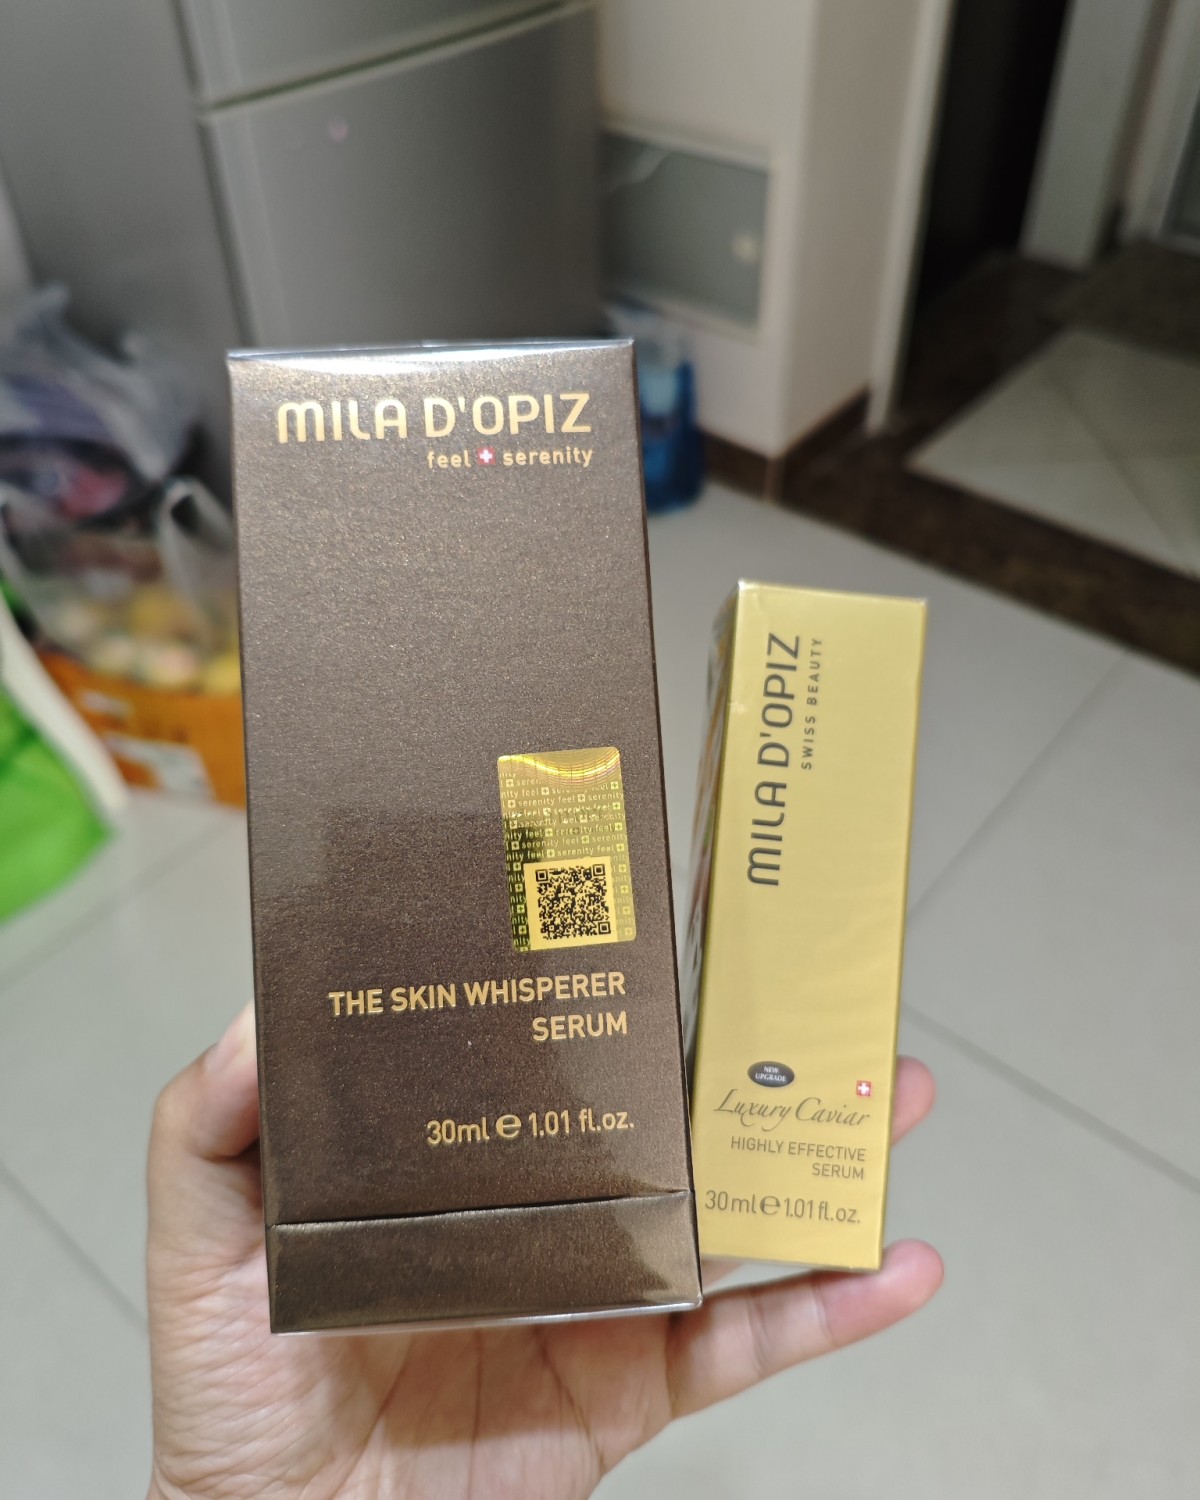 MILA D'OPIZ
feel serenity
THE SKIN WHISPERER
SERUM
30ml e 1.01 fl.oz.
MILA D'OPIZ
SWISS BEAUTY
NEW
UPGRADE
Luxury Caviar
HIGHLY EFFECTIVE
SERUM
30ml e 1.01 fl.oz.